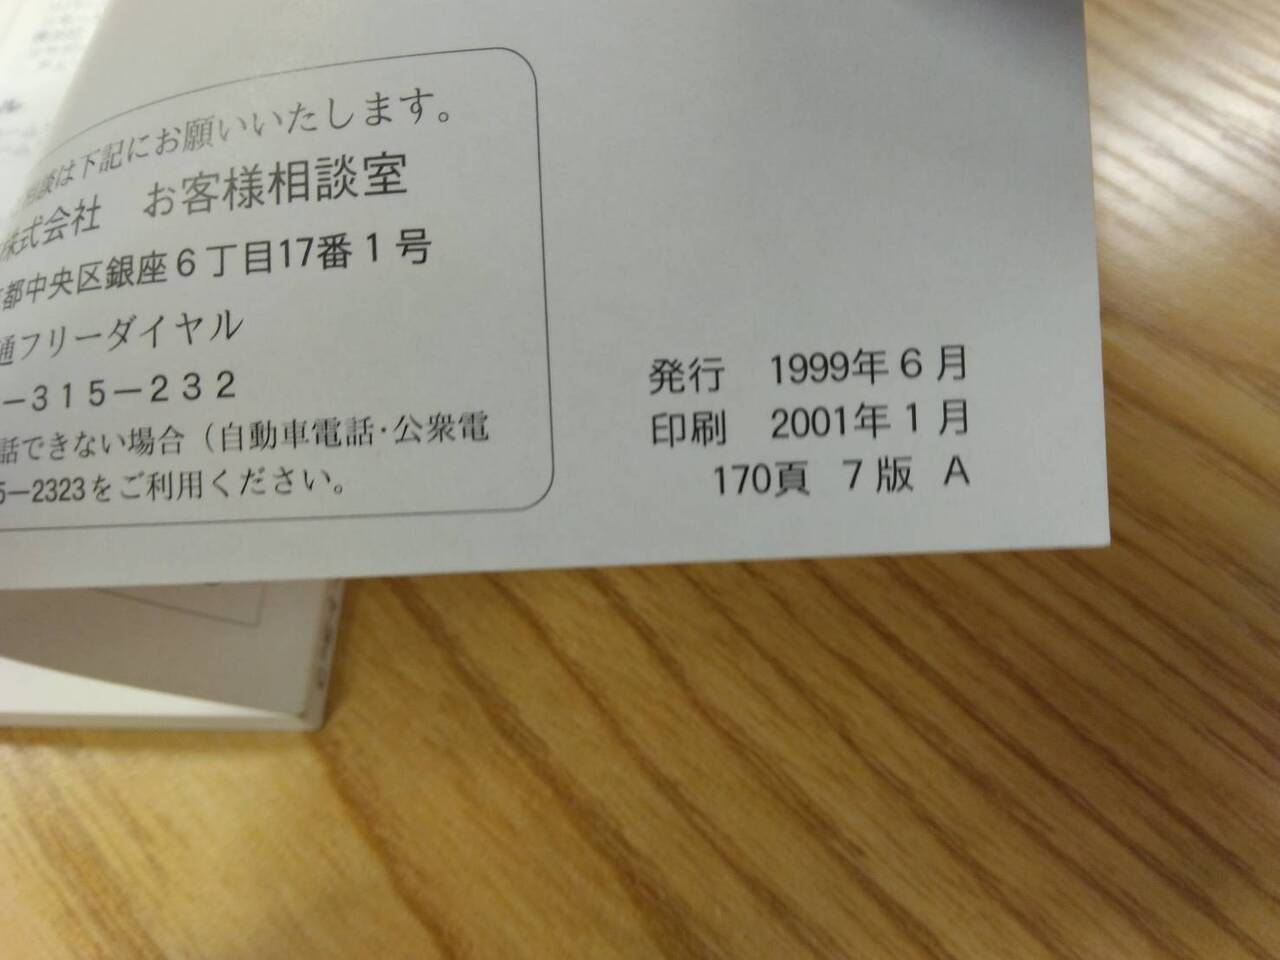 談は下記にお願いいたします。
株式会社　お客様相談室
都中央区銀座６丁目17番１号
通フリーダイヤル
－３１５－２３２
話できない場合（自動車電話・公衆電
5－2323をご利用ください。
発行　1999年６月
印刷　2001年１月
170頁　７版　A